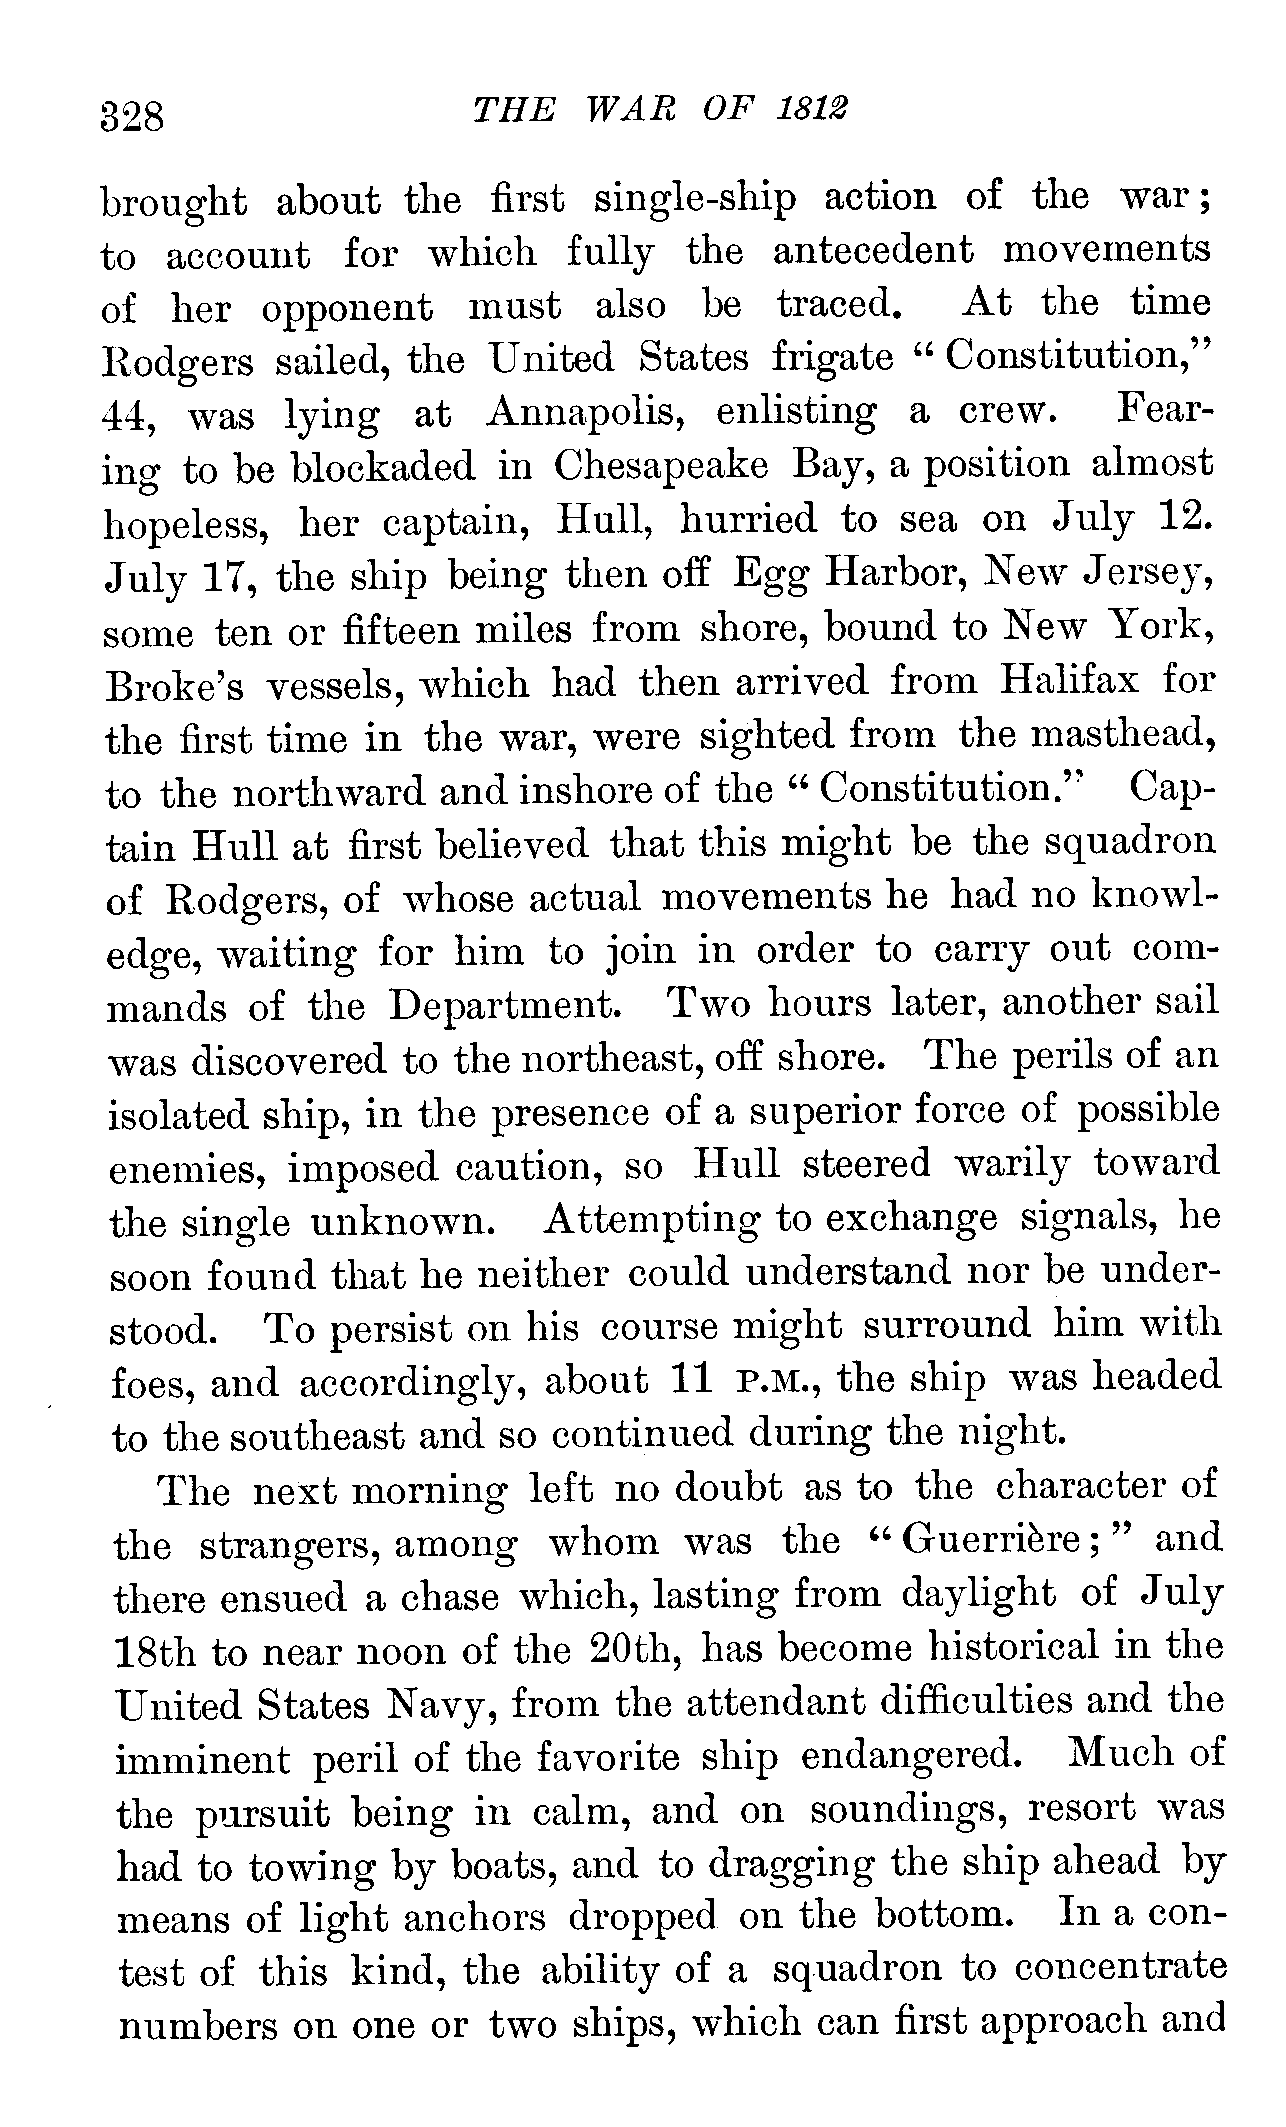 328 THE WAR OF 1812
brought about the first single-ship action of the war;
to account for which fully the antecedent movements
of her opponent must also be traced. At the time
Rodgers sailed, the United States frigate “Constitution,”
44, was lying at Annapolis, enlisting a crew. Fear-
ing to be blockaded in Chesapeake Bay, a position almost
hopeless, her captain, Hull, hurried to sea on July 12.
July 17, the ship being then off Egg Harbor, New Jersey,
some ten or fifteen miles from shore, bound to New York,
Broke's vessels, which had then arrived from Halifax for
the first time in the war, were sighted from the masthead,
to the northward and inshore of the “Constitution.” Cap-
tain Hull at first believed that this might be the squadron
of Rodgers, of whose actual movements he had no knowl-
edge, waiting for him to join in order to carry out com-
mands of the Department. Two hours later, another sail
was discovered to the northeast, off shore. The perils of an
isolated ship, in the presence of a superior force of possible
enemies, imposed caution, so Hull steered warily toward
the single unknown. Attempting to exchange signals, he
soon found that he neither could understand nor be under-
stood. To persist on his course might surround him with
foes, and accordingly, about 11 P.M., the ship was headed
to the southeast and so continued during the night.
The next morning left no doubt as to the character of
the strangers, among whom was the “Guerrière;” and
there ensued a chase which, lasting from daylight of July
18th to near noon of the 20th, has become historical in the
United States Navy, from the attendant difficulties and the
imminent peril of the favorite ship endangered. Much of
the pursuit being in calm, and on soundings, resort was
had to towing by boats, and to dragging the ship ahead by
means of light anchors dropped on the bottom. In a con-
test of this kind, the ability of a squadron to concentrate
numbers on one or two ships, which can first approach and